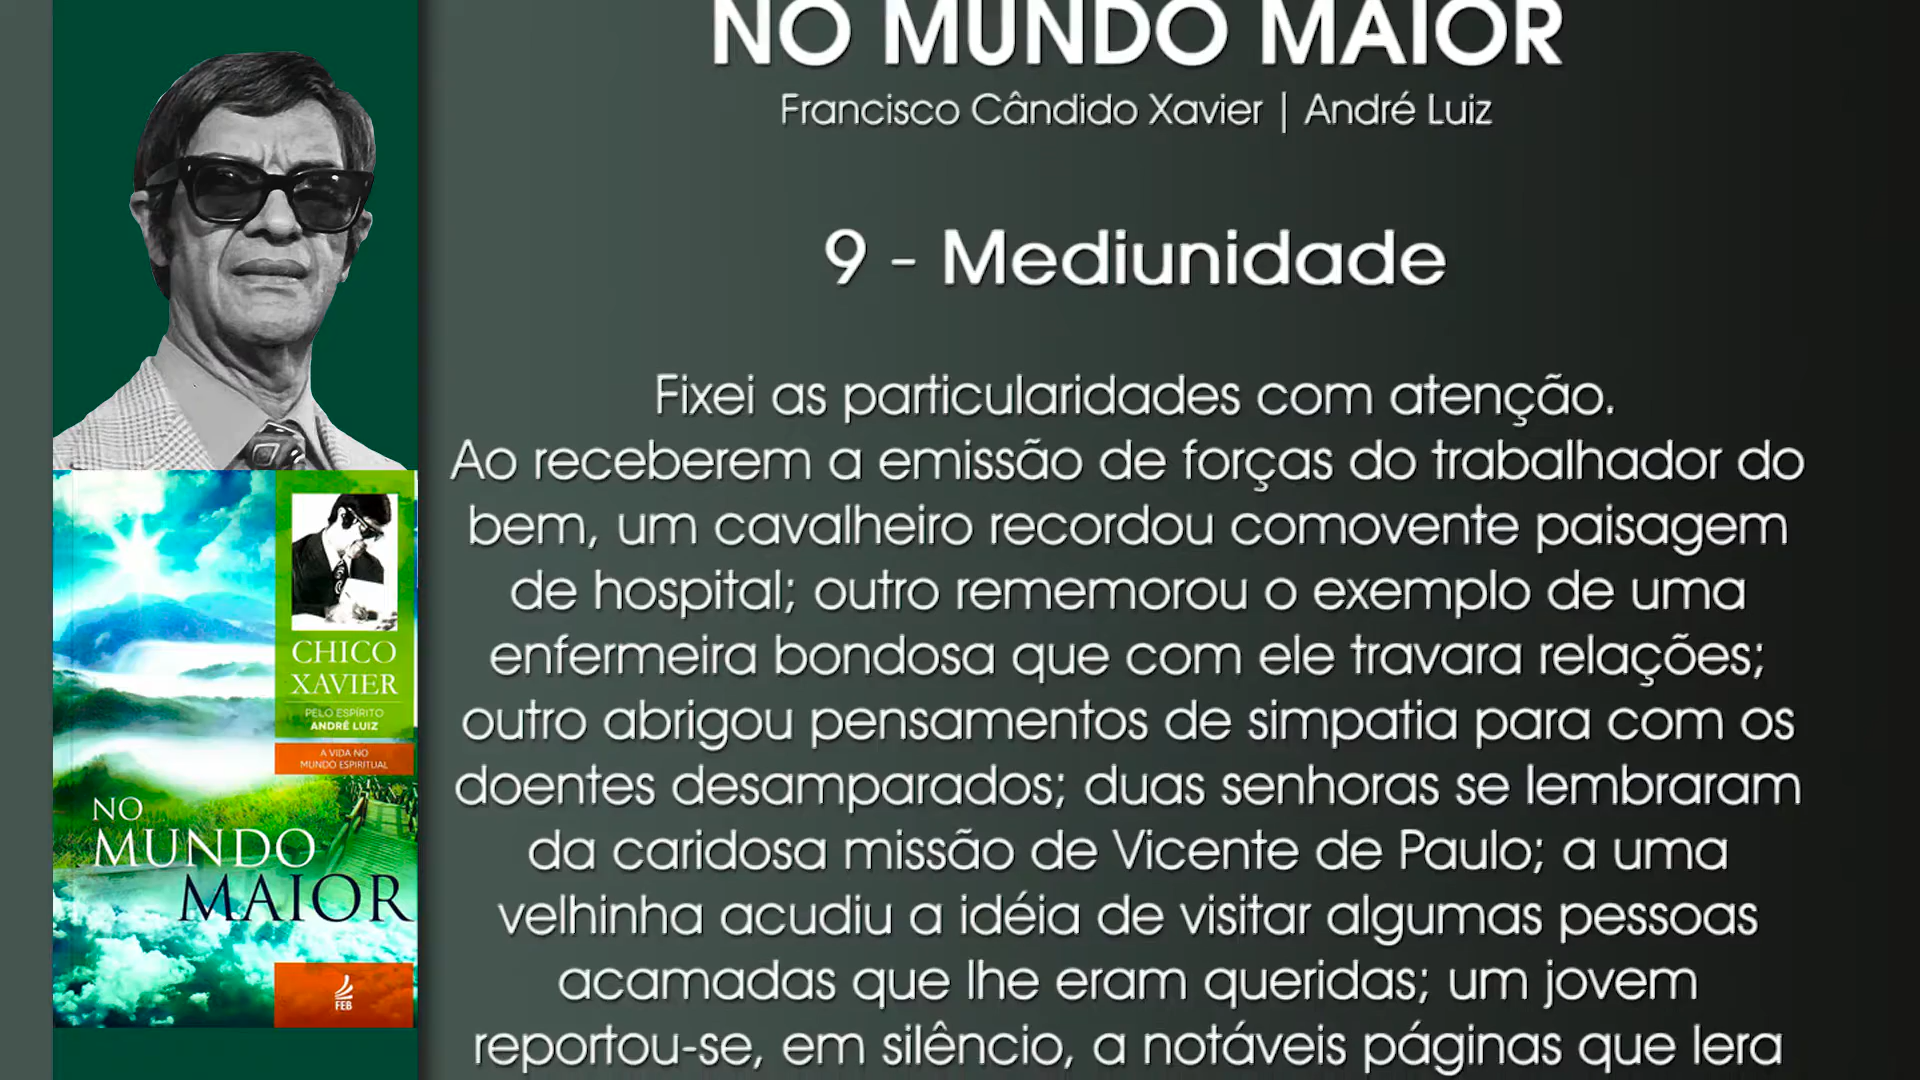 NO MUNDO MAIOR
Francisco Cândido Xavier | André Luiz
9 - Mediunidade
Fixei as particularidades com atenção.
Ao receberem a emissão de forças do trabalhador do
bem, um cavalheiro recordou comovente paisagem
de hospital; outro rememorou o exemplo de uma
enfermeira bondosa que com ele travara relações;
outro abrigou pensamentos de simpatia para com os
doentes desamparados; duas senhoras se lembraram
da caridosa missão de Vicente de Paulo; a uma
velhinha acudiu a idéia de visitar algumas pessoas
acamadas que lhe eram queridas; um jovem
reportou-se, em silêncio, a notáveis páginas que lera
CHICO
XAVIER
PELO ESPÍRITO
ANDRÉ LUIZ
A VIDA NO
MUNDO ESPIRITUAL
NO
MUNDO
MAIOR
FEB